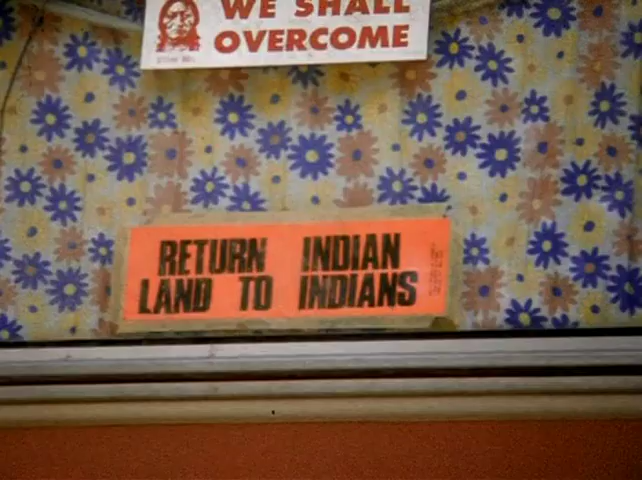 WE SHALL
OVERCOME
RETURN INDIAN
LAND TO INDIANS